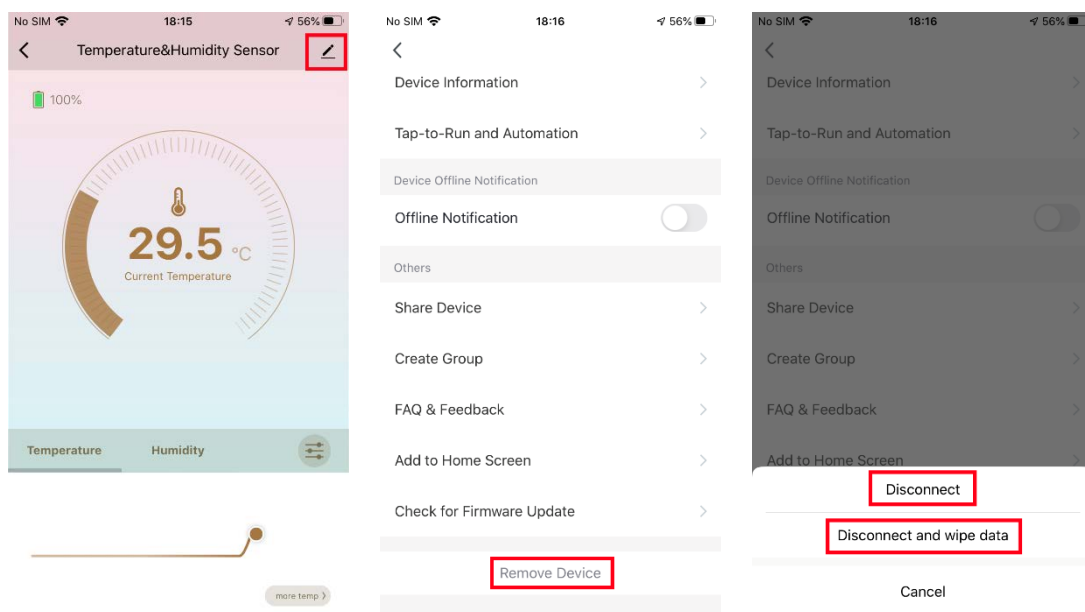 No SIM 18:15 56%
Temperature&Humidity Sensor
100%
29.5 °C
Current Temperature
Temperature Humidity
more temp
No SIM 18:16 56%
Device Information
Tap-to-Run and Automation
Device Offline Notification
Offline Notification
Others
Share Device
Create Group
FAQ & Feedback
Add to Home Screen
Check for Firmware Update
Remove Device
No SIM 18:16 56%
Device Information
Tap-to-Run and Automation
Device Offline Notification
Offline Notification
Others
Share Device
Create Group
FAQ & Feedback
Add to Home Screen
Disconnect
Disconnect and wipe data
Cancel